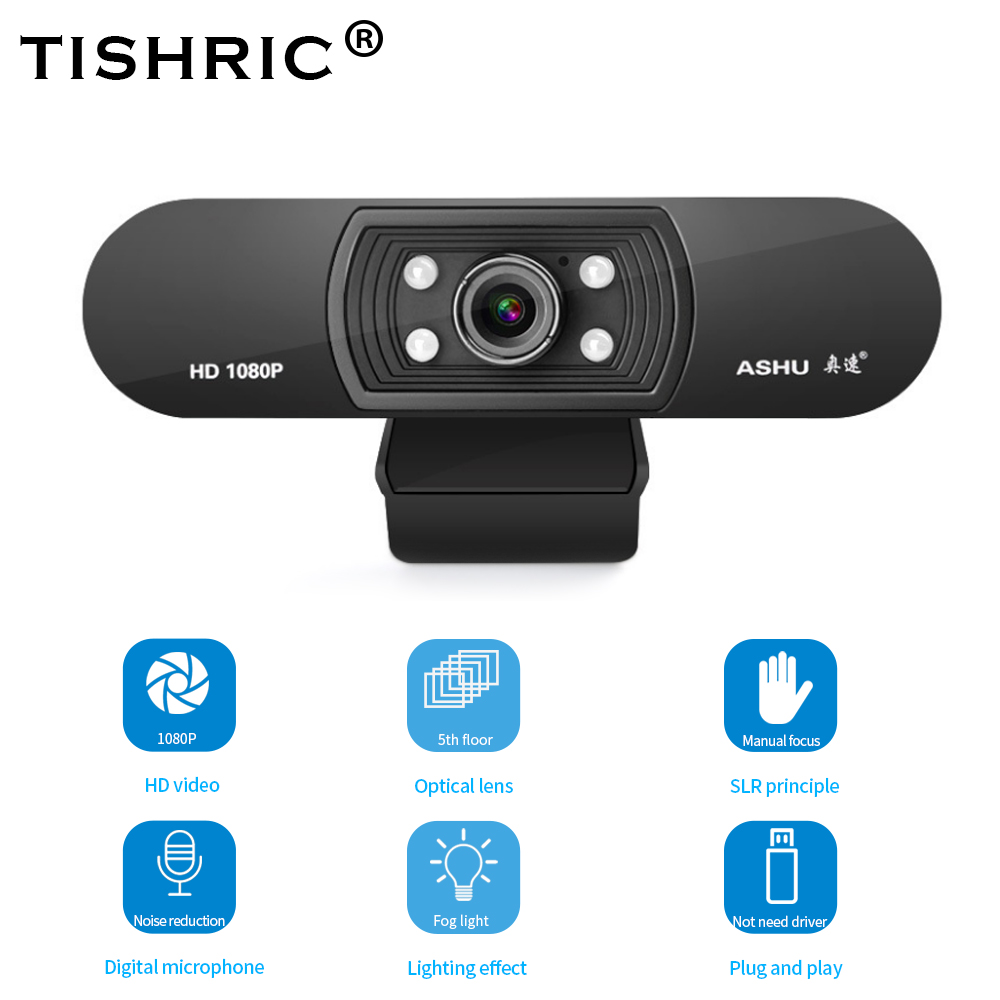 TISHRIC®
HD 1080P
ASHU 奥速®
1080P
5th floor
Manual focus
HD video
Optical lens
SLR principle
Noise reduction
Fog light
Not need driver
Digital microphone
Lighting effect
Plug and play